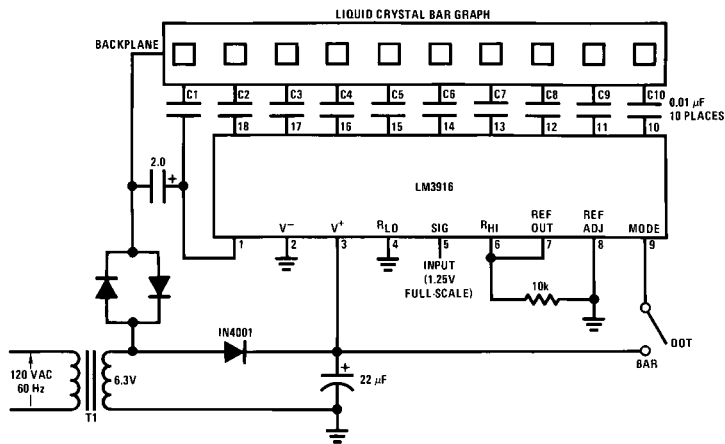 LIQUID CRYSTAL BAR GRAPH
BACKPLANE
C1 C2 C3 C4 C5 C6 C7 C8 C9 C10
0.01 μF
10 PLACES
18 17 16 15 14 13 12 11 10
2.0 +
LM3916
V− V+ RLO SIG RHI REF OUT REF ADJ MODE
1 2 3 4 5 6 7 8 9
INPUT
(1.25V
FULL-SCALE)
10k
DOT
BAR
IN4001
120 VAC
60 Hz
6.3V
+
22 μF
T1